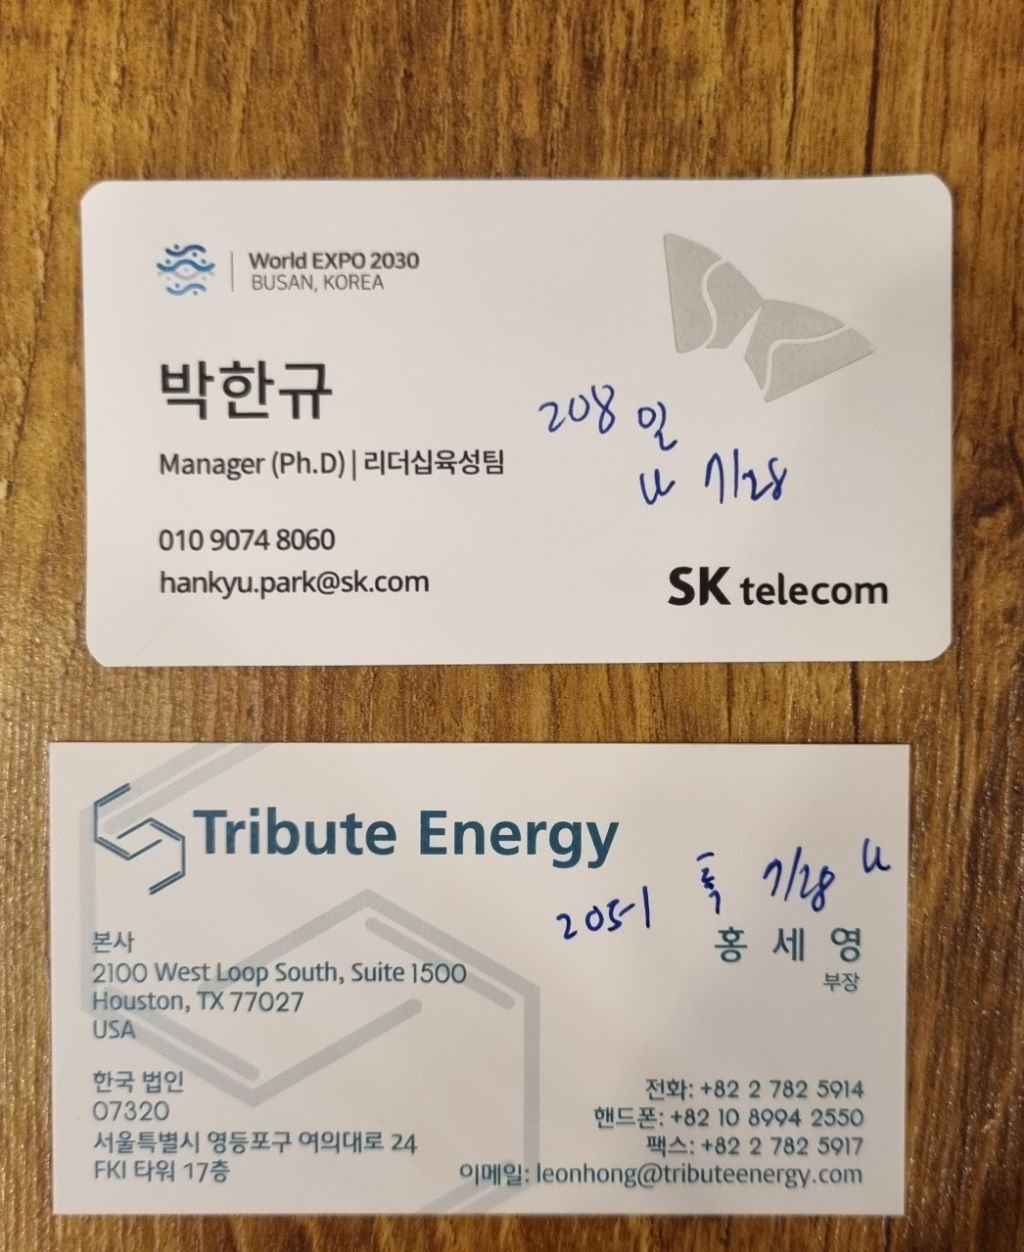 World EXPO 2030
BUSAN, KOREA
박한규
Manager (Ph.D) | 리더십육성팀
010 9074 8060
hankyu.park@sk.com
208 일
u 7/28
SK telecom
Tribute Energy
2051 톡 7/28 u
홍 세 영
부장
본사
2100 West Loop South, Suite 1500
Houston, TX 77027
USA
한국 법인
07320
서울특별시 영등포구 여의대로 24
FKI 타워 17층
전화: +82 2 782 5914
핸드폰: +82 10 8994 2550
팩스: +82 2 782 5917
이메일: leonhong@tributeenergy.com